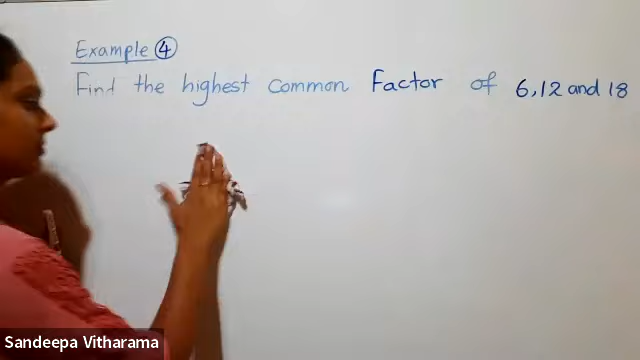 Example ④
Find the highest common Factor of 6, 12 and 18
Sandeepa Vitharama